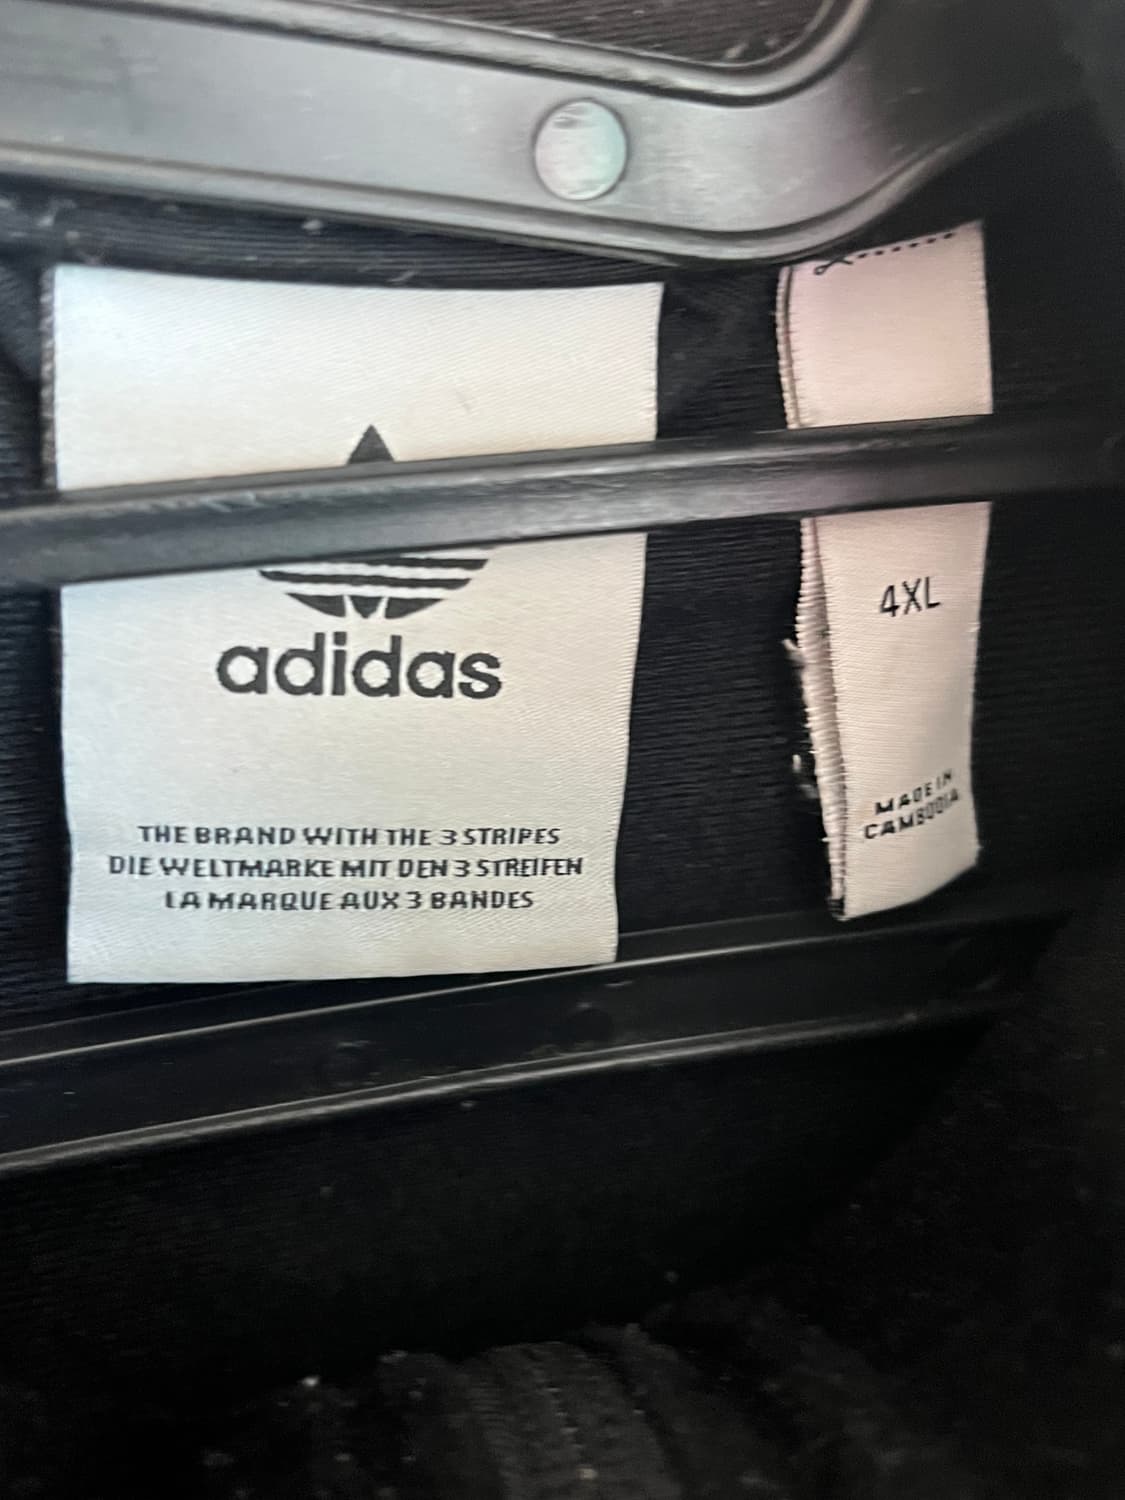 adidas
THE BRAND WITH THE 3 STRIPES
DIE WELTMARKE MIT DEN 3 STREIFEN
LA MARQUE AUX 3 BANDES
4XL
MADE IN
CAMBODIA